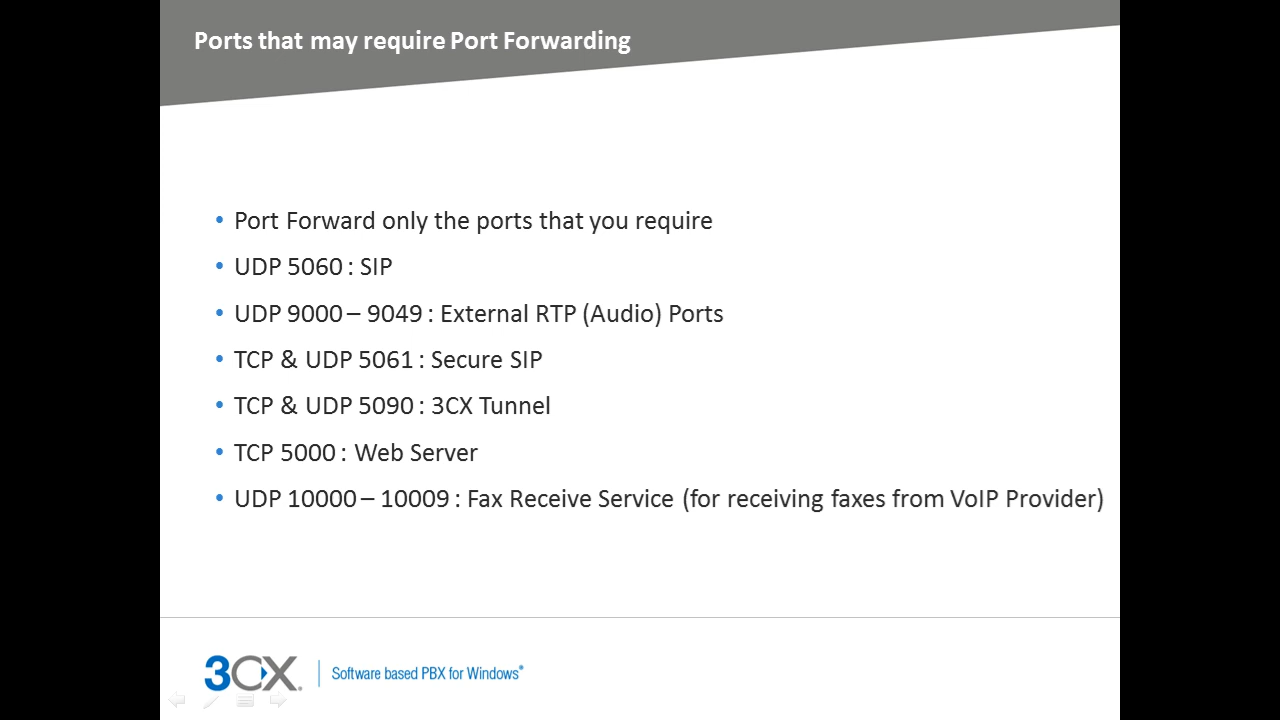 Ports that may require Port Forwarding
• Port Forward only the ports that you require
• UDP 5060 : SIP
• UDP 9000 – 9049 : External RTP (Audio) Ports
• TCP & UDP 5061 : Secure SIP
• TCP & UDP 5090 : 3CX Tunnel
• TCP 5000 : Web Server
• UDP 10000 – 10009 : Fax Receive Service (for receiving faxes from VoIP Provider)
3CX® | Software based PBX for Windows®